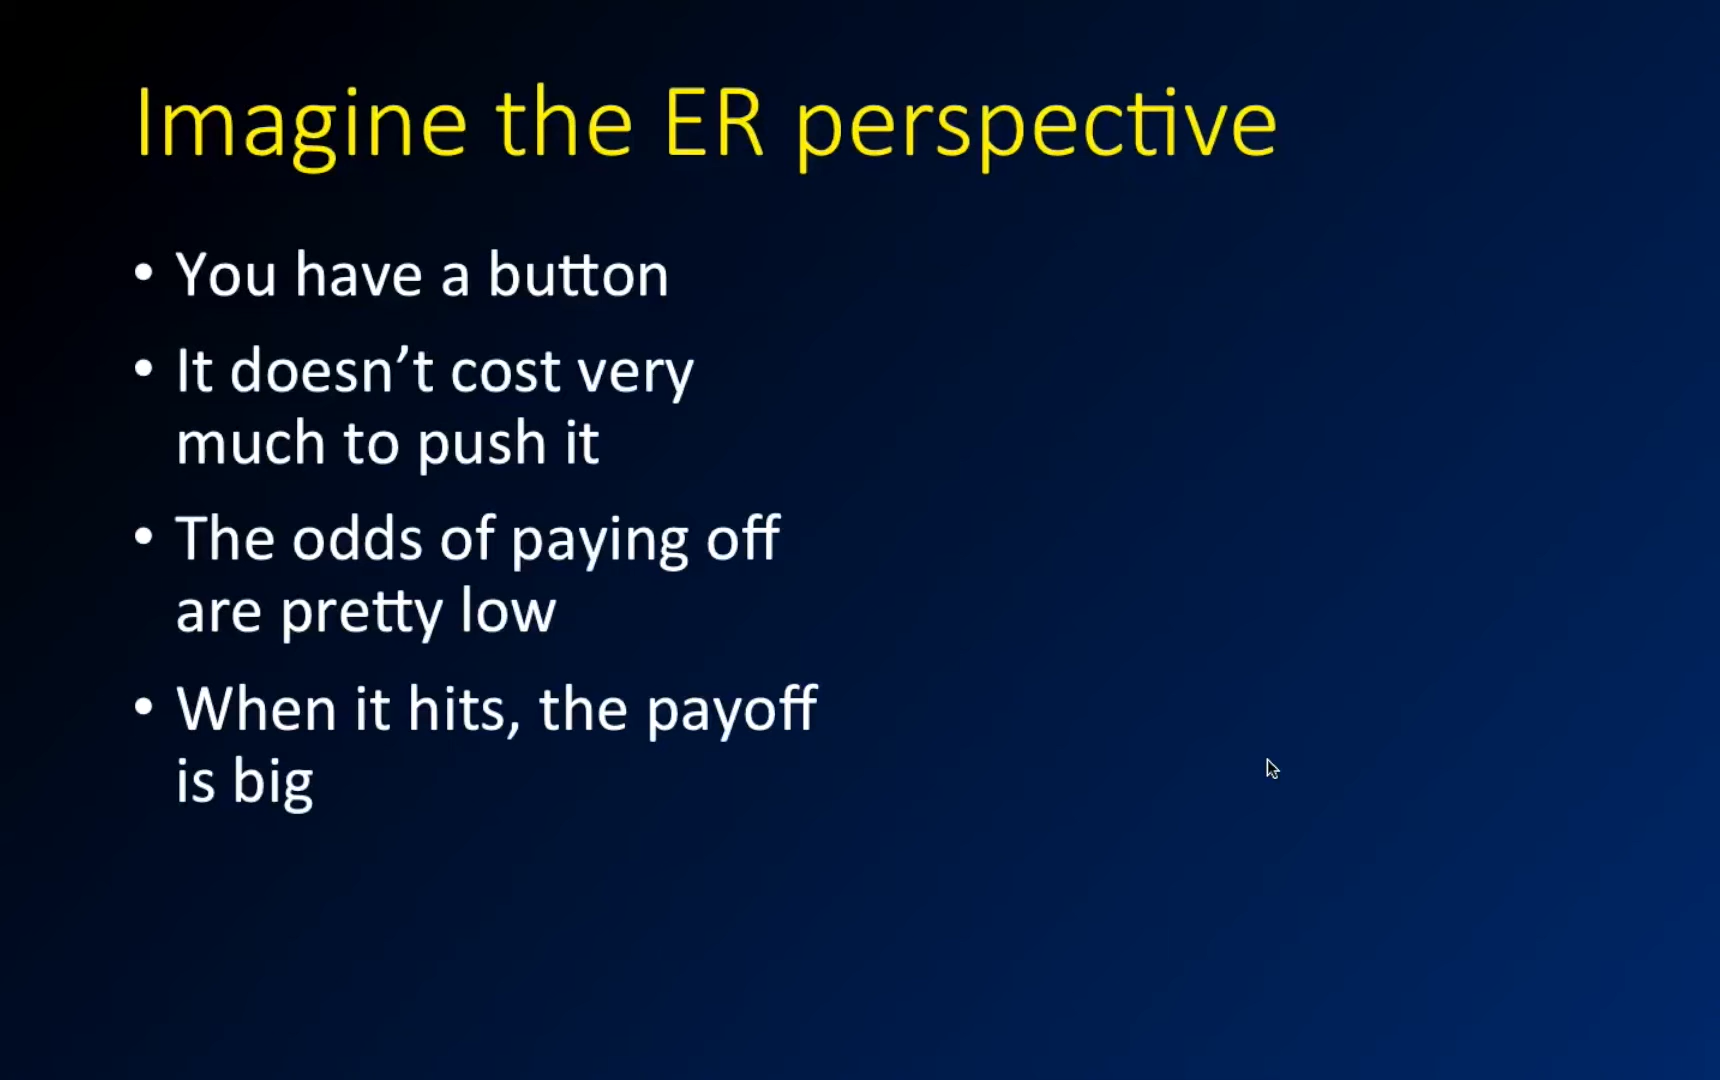 Imagine the ER perspective
• You have a button
• It doesn’t cost very
much to push it
• The odds of paying off
are pretty low
• When it hits, the payoff
is big